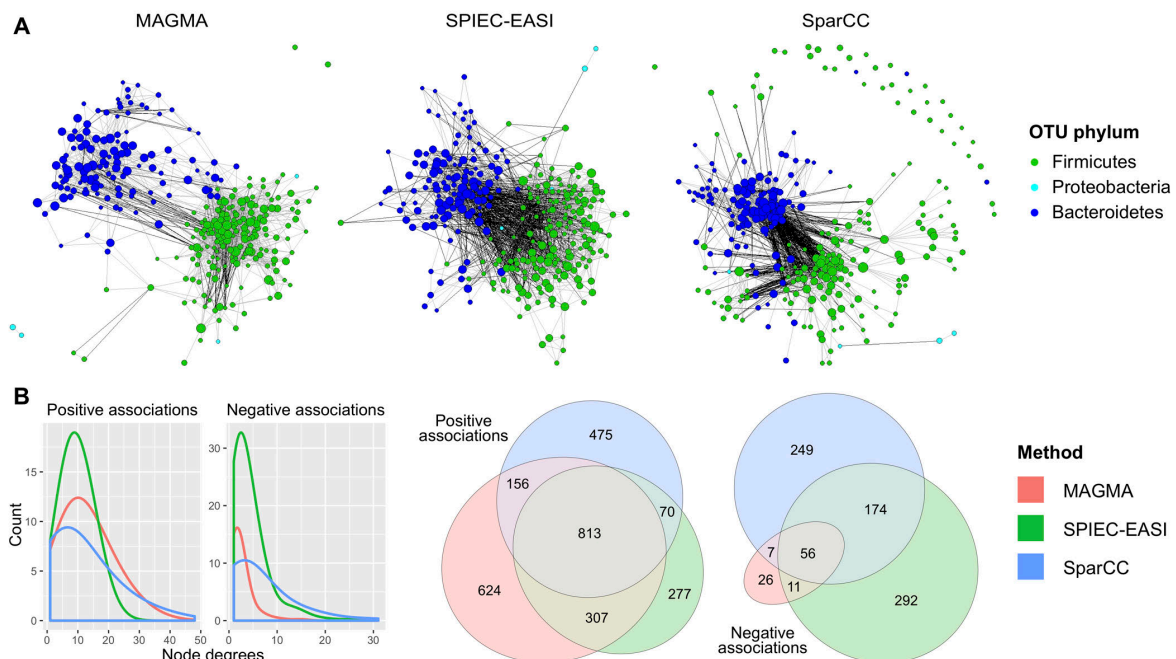 MAGMA
SPIEC-EASI
SparCC
A
OTU phylum
Firmicutes
Proteobacteria
Bacteroidetes
B
Positive associations
Negative associations
Count
15
10
5
0
0
10
20
30
40
50
30
20
10
0
0
10
20
30
Node degrees
Positive
associations
475
156
70
813
624
277
307
249
174
7
56
26
11
292
Negative
associations
Method
MAGMA
SPIEC-EASI
SparCC